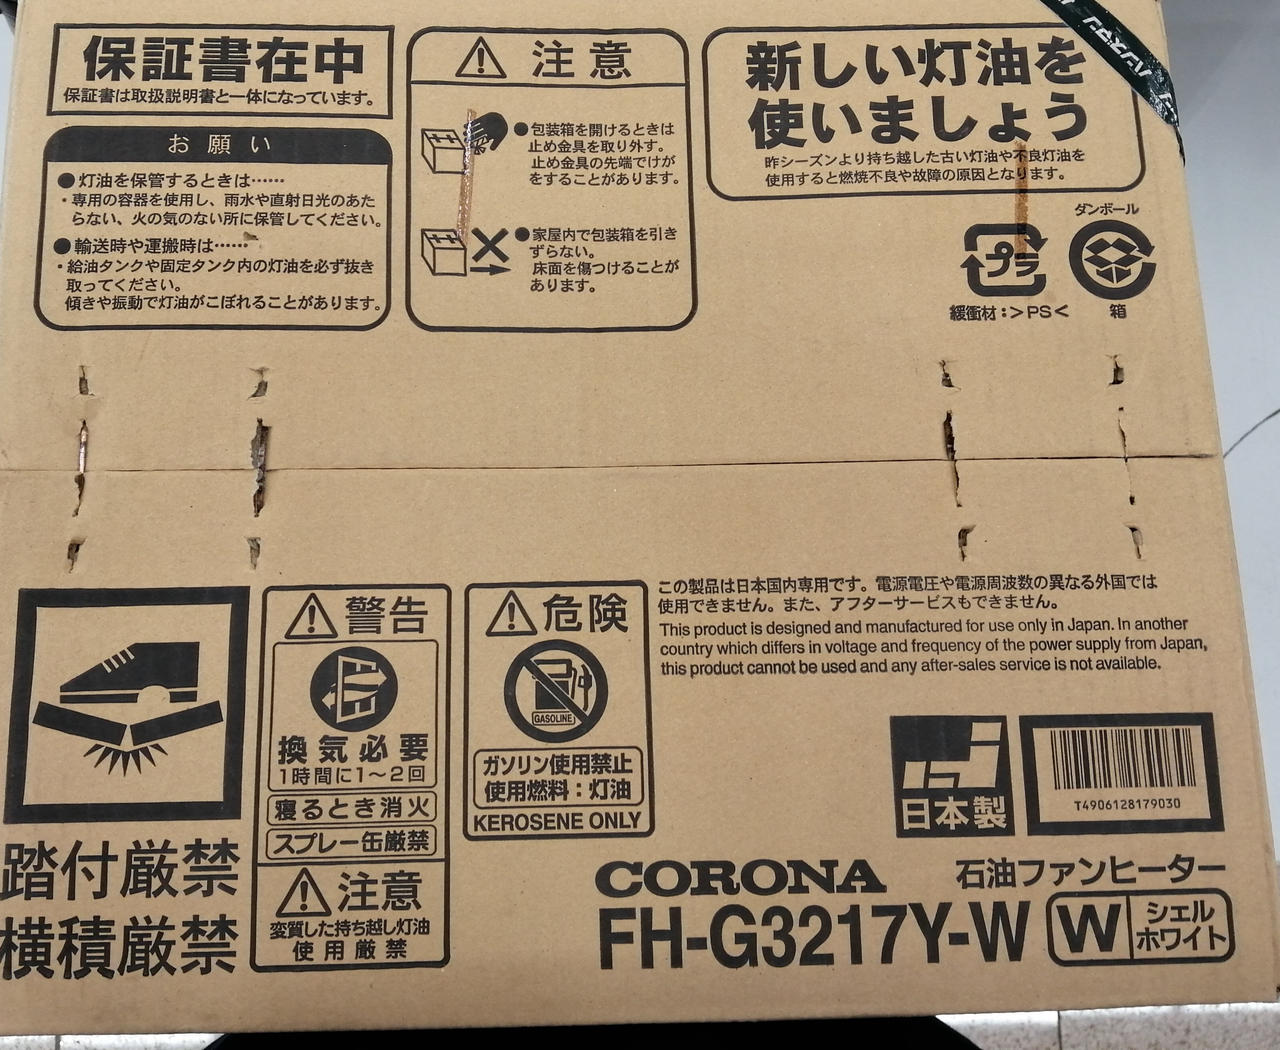 保証書在中
保証書は取扱説明書と一体になっています。
お願い
●灯油を保管するときは……
・専用の容器を使用し、雨水や直射日光のあた
らない、火の気のない所に保管してください。
●輸送時や運搬時は……
・給油タンクや固定タンク内の灯油を必ず抜き
取ってください。
傾きや振動で灯油がこぼれることがあります。
注意
●包装箱を開けるときは
止め金具を取り外す。
止め金具の先端でけが
をすることがあります。
●家屋内で包装箱を引き
ずらない。
床面を傷つけることが
あります。
新しい灯油を
使いましょう
昨シーズンより持ち越した古い灯油や不良灯油を
使用すると燃焼不良や故障の原因となります。
プラ
緩衝材:>PS<
ダンボール
箱
踏付厳禁
横積厳禁
警告
換気必要
1時間に1〜2回
寝るとき消火
スプレー缶厳禁
注意
変質した持ち越し灯油
使用厳禁
危険
GASOLINE
ガソリン使用禁止
使用燃料:灯油
KEROSENE ONLY
この製品は日本国内専用です。電源電圧や電源周波数の異なる外国では
使用できません。また、アフターサービスもできません。
This product is designed and manufactured for use only in Japan. In another
country which differs in voltage and frequency of the power supply from Japan,
this product cannot be used and any after-sales service is not available.
日本製
T4906128179030
CORONA 石油ファンヒーター
FH-G3217Y-W W シェル
ホワイト